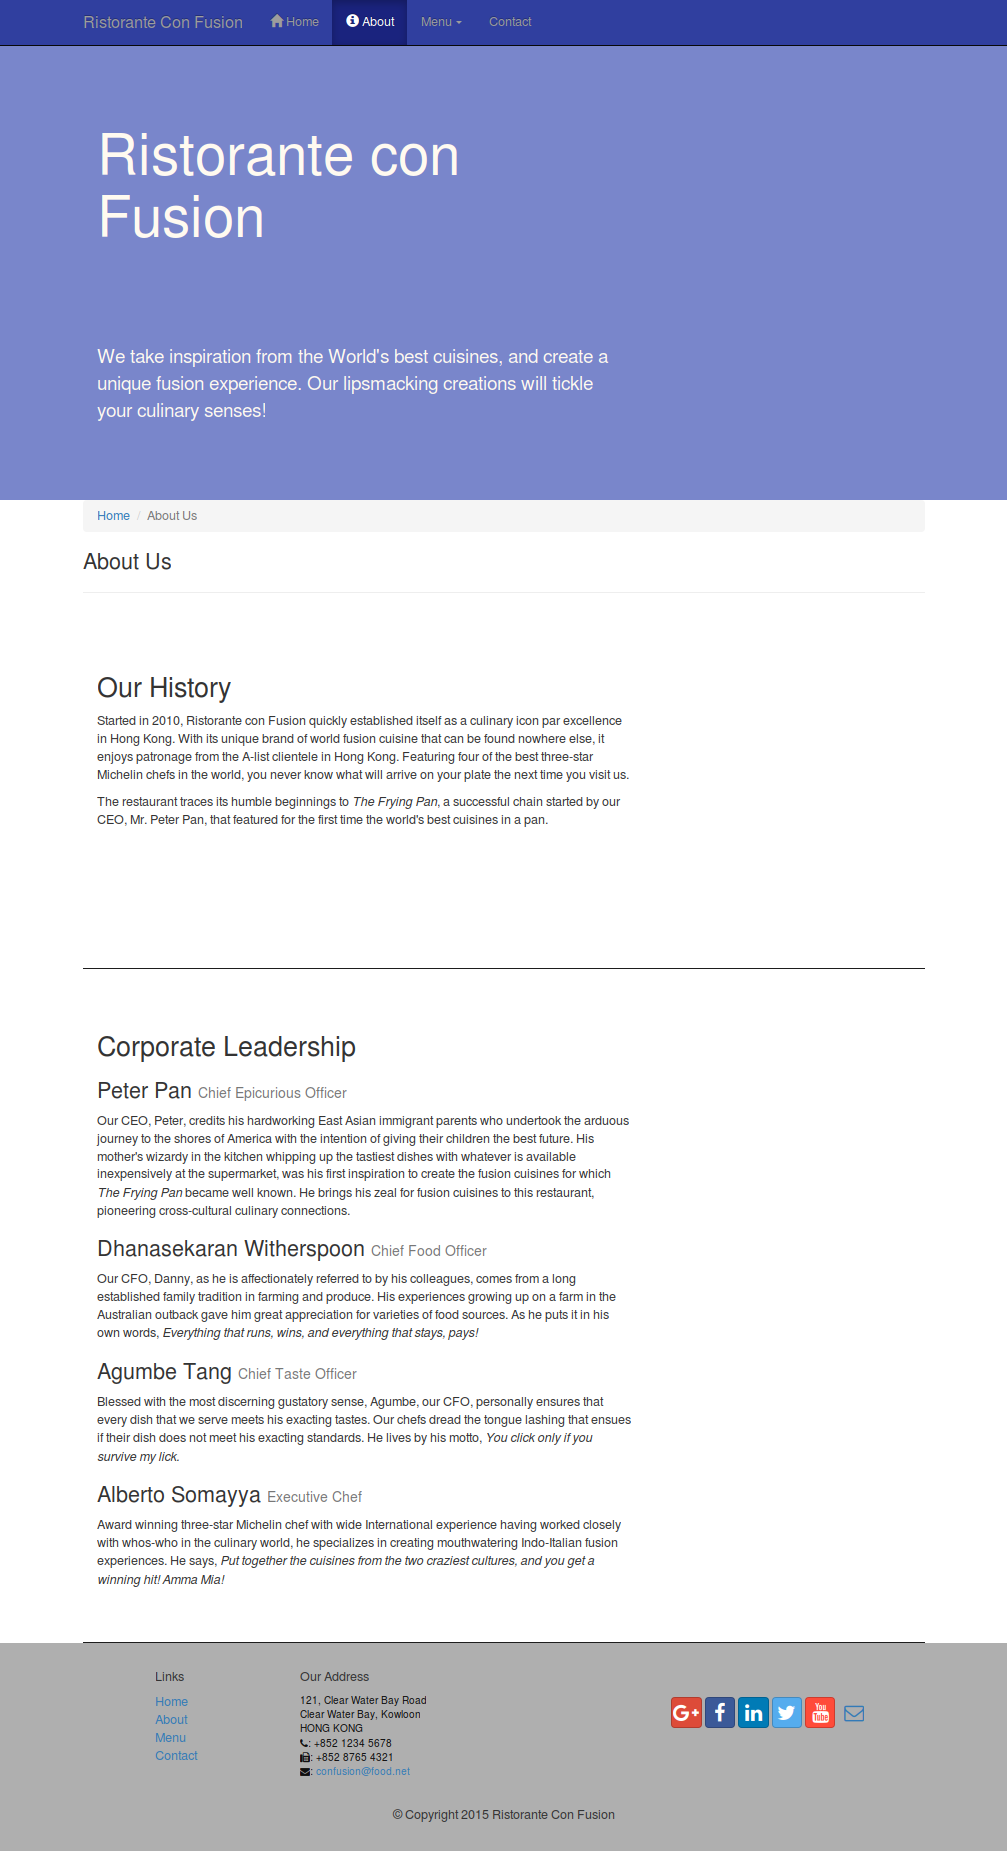 Ristorante Con Fusion Home About Menu Contact
Ristorante con
Fusion
We take inspiration from the World's best cuisines, and create a
unique fusion experience. Our lipsmacking creations will tickle
your culinary senses!
Home / About Us
About Us
Our History
Started in 2010, Ristorante con Fusion quickly established itself as a culinary icon par excellence
in Hong Kong. With its unique brand of world fusion cuisine that can be found nowhere else, it
enjoys patronage from the A-list clientele in Hong Kong. Featuring four of the best three-star
Michelin chefs in the world, you never know what will arrive on your plate the next time you visit us.
The restaurant traces its humble beginnings to The Frying Pan, a successful chain started by our
CEO, Mr. Peter Pan, that featured for the first time the world's best cuisines in a pan.
Corporate Leadership
Peter Pan Chief Epicurious Officer
Our CEO, Peter, credits his hardworking East Asian immigrant parents who undertook the arduous
journey to the shores of America with the intention of giving their children the best future. His
mother's wizardy in the kitchen whipping up the tastiest dishes with whatever is available
inexpensively at the supermarket, was his first inspiration to create the fusion cuisines for which
The Frying Pan became well known. He brings his zeal for fusion cuisines to this restaurant,
pioneering cross-cultural culinary connections.
Dhanasekaran Witherspoon Chief Food Officer
Our CFO, Danny, as he is affectionately referred to by his colleagues, comes from a long
established family tradition in farming and produce. His experiences growing up on a farm in the
Australian outback gave him great appreciation for varieties of food sources. As he puts it in his
own words, Everything that runs, wins, and everything that stays, pays!
Agumbe Tang Chief Taste Officer
Blessed with the most discerning gustatory sense, Agumbe, our CFO, personally ensures that
every dish that we serve meets his exacting tastes. Our chefs dread the tongue lashing that ensues
if their dish does not meet his exacting standards. He lives by his motto, You click only if you
survive my lick.
Alberto Somayya Executive Chef
Award winning three-star Michelin chef with wide International experience having worked closely
with whos-who in the culinary world, he specializes in creating mouthwatering Indo-Italian fusion
experiences. He says, Put together the cuisines from the two craziest cultures, and you get a
winning hit! Amma Mia!
Links
Home
About
Menu
Contact
Our Address
121, Clear Water Bay Road
Clear Water Bay, Kowloon
HONG KONG
: +852 1234 5678
: +852 8765 4321
: confusion@food.net
G+ f in You Tube
© Copyright 2015 Ristorante Con Fusion